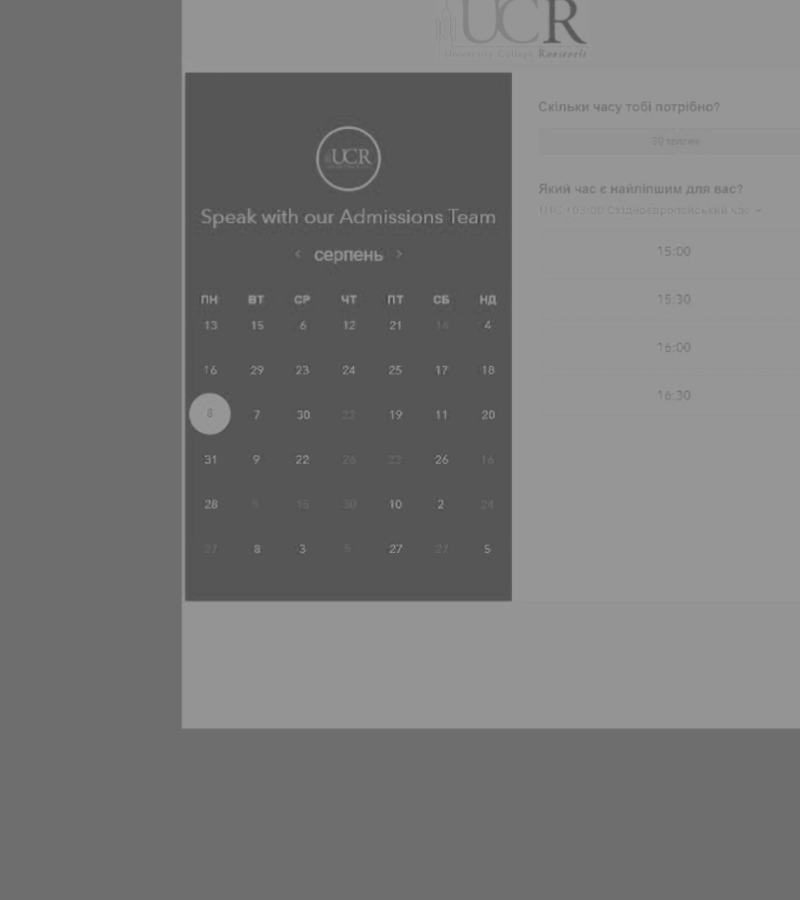 UCR
University College Roosevelt
UCR
Speak with our Admissions Team
< серпень >
ПН ВТ СР ЧТ ПТ СБ НД
13 15 6 12 21 14 4
16 29 23 24 25 17 18
8 7 30 22 19 11 20
31 9 22 26 23 26 16
28 15 30 10 2 24
27 8 3 27 27 5
Скільки часу тобі потрібно?
30 хвилин
Який час є найліпшим для вас?
UTC +03:00 Східноєвропейський час
15:00
15:30
16:00
16:30